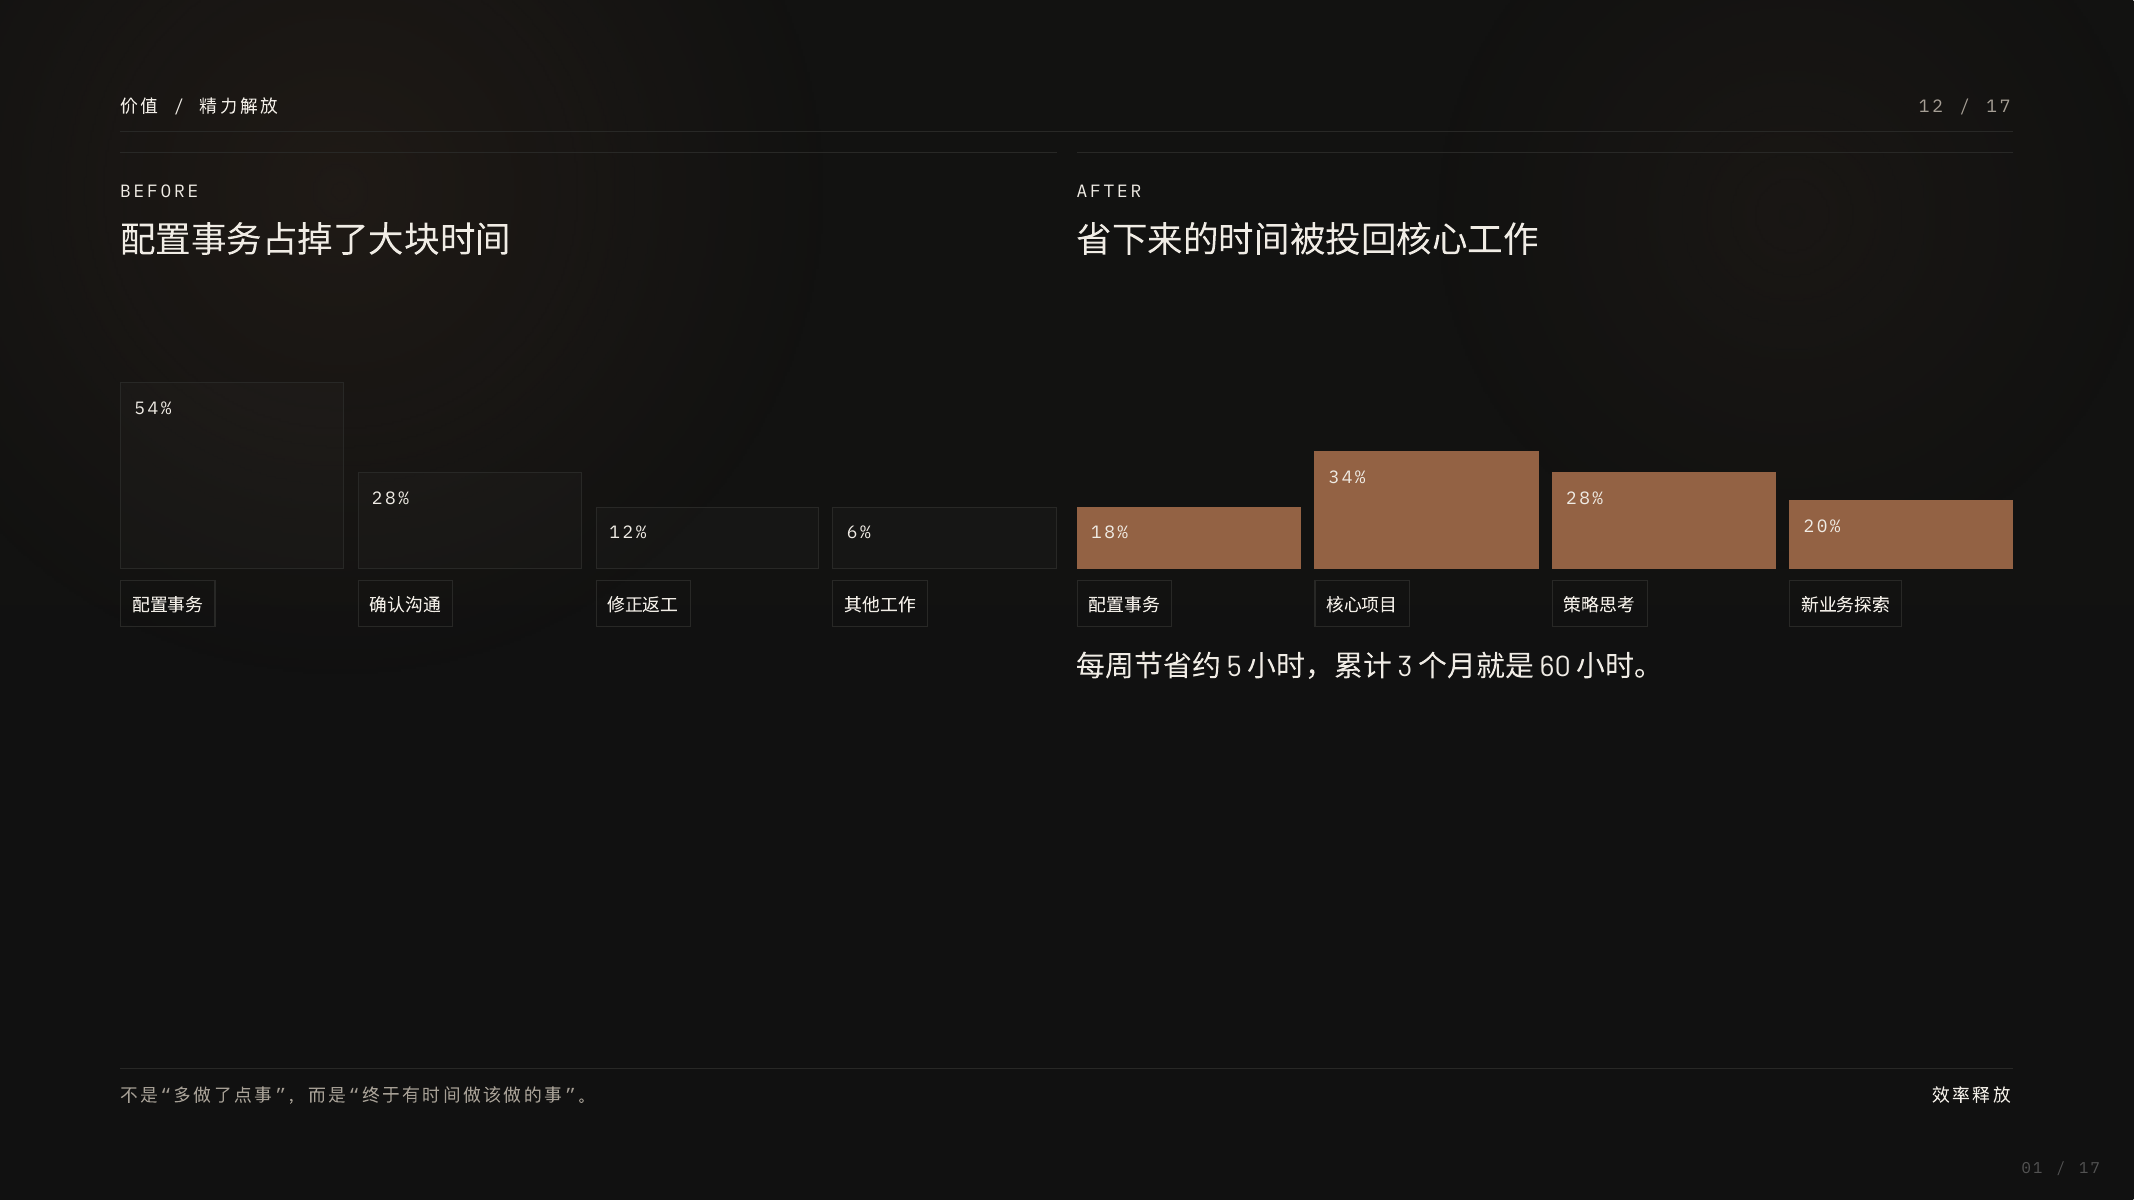 价值 / 精力解放
12 / 17
BEFORE
配置事务占掉了大块时间
54%
28%
12%
6%
配置事务
确认沟通
修正返工
其他工作
AFTER
省下来的时间被投回核心工作
18%
34%
28%
20%
配置事务
核心项目
策略思考
新业务探索
每周节省约 5 小时，累计 3 个月就是 60 小时。
不是“多做了点事”，而是“终于有时间做该做的事”。
效率释放
01 / 17